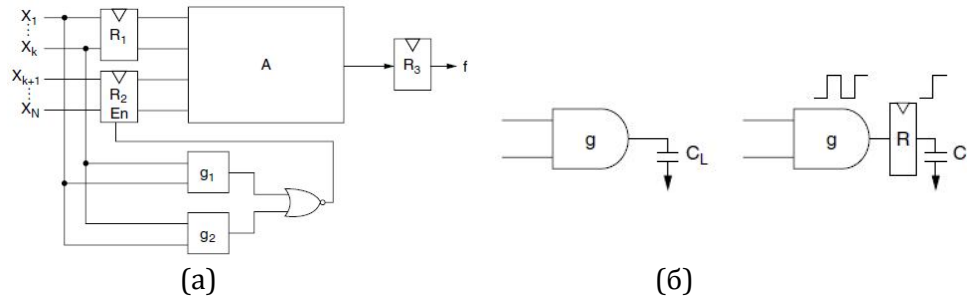 X1
R1
Xk
A
R3
f
Xk+1
R2
XN
En
g1
g2
g
CL
g
R
C
(а)
(б)